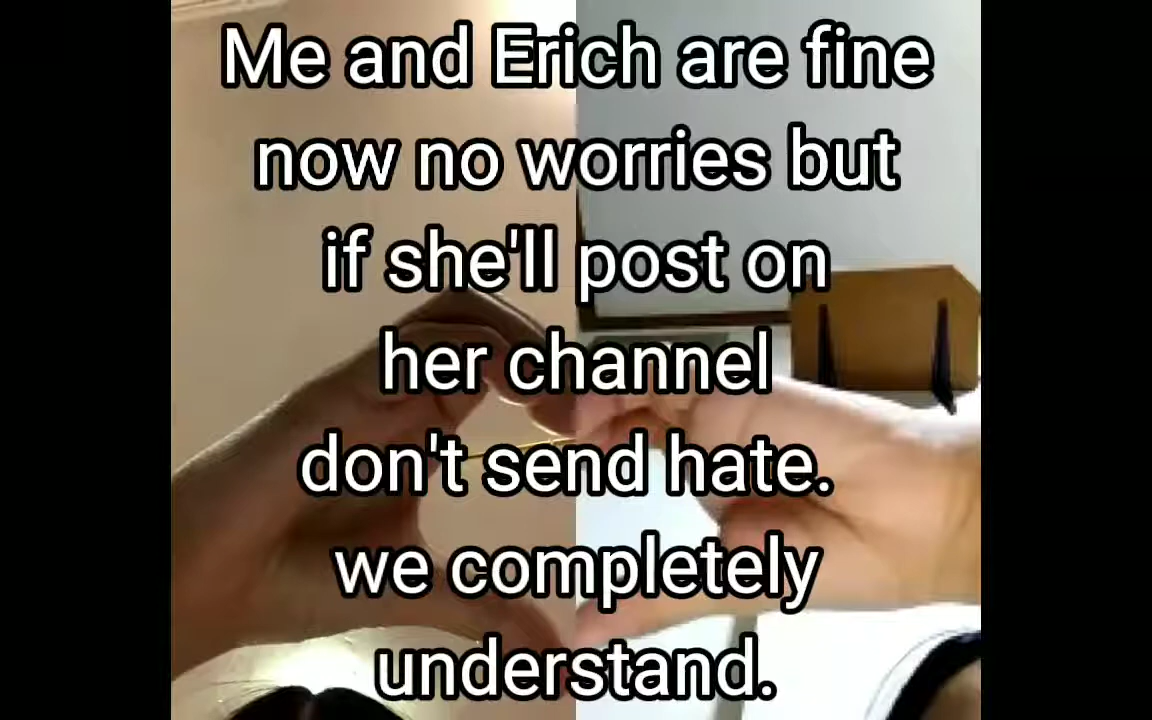 Me and Erich are fine
now no worries but
if she'll post on
her channel
don't send hate.
we completely
understand.